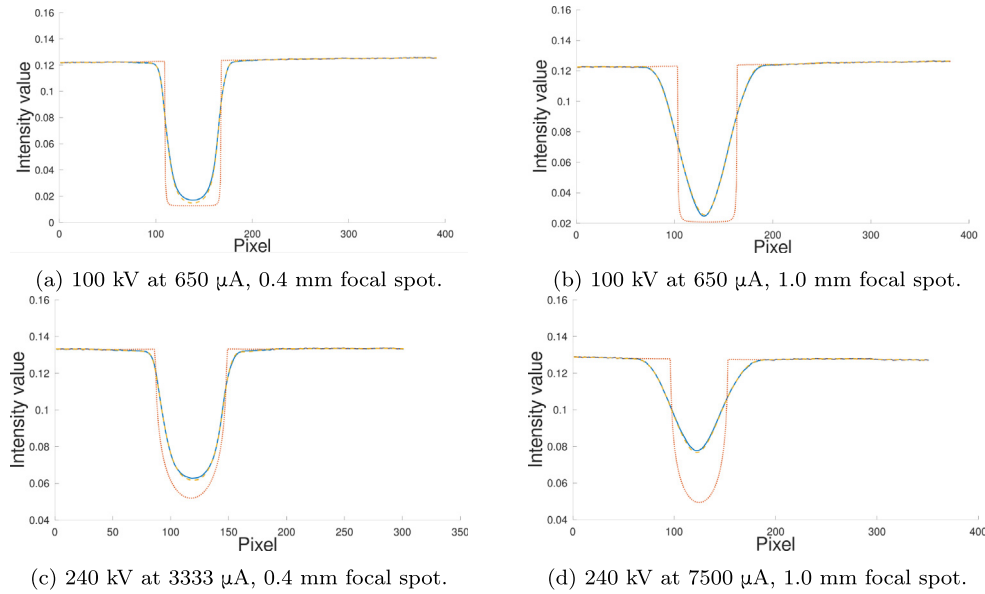 0.16
0.14
0.12
0.1
0.08
0.06
0.04
0.02
0
Intensity value
0 100 200 300 400
Pixel
(a) 100 kV at 650 µA, 0.4 mm focal spot.
0.16
0.14
0.12
0.1
0.08
0.06
0.04
0.02
Intensity value
0 100 200 300 400
Pixel
(b) 100 kV at 650 µA, 1.0 mm focal spot.
0.16
0.14
0.12
0.1
0.08
0.06
0.04
Intensity value
0 50 100 150 200 250 300 350
Pixel
(c) 240 kV at 3333 µA, 0.4 mm focal spot.
0.16
0.14
0.12
0.1
0.08
0.06
0.04
Intensity value
0 100 200 300 400
Pixel
(d) 240 kV at 7500 µA, 1.0 mm focal spot.